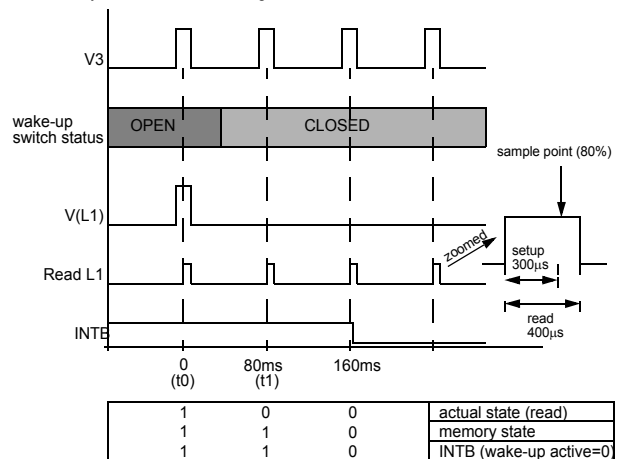 V3
wake-up
switch status
OPEN
CLOSED
sample point (80%)
V(L1)
zoomed
setup
300µs
Read L1
read
400µs
INTB
0
(t0)
80ms
(t1)
160ms
1 0 0 actual state (read)
1 1 0 memory state
1 1 0 INTB (wake-up active=0)